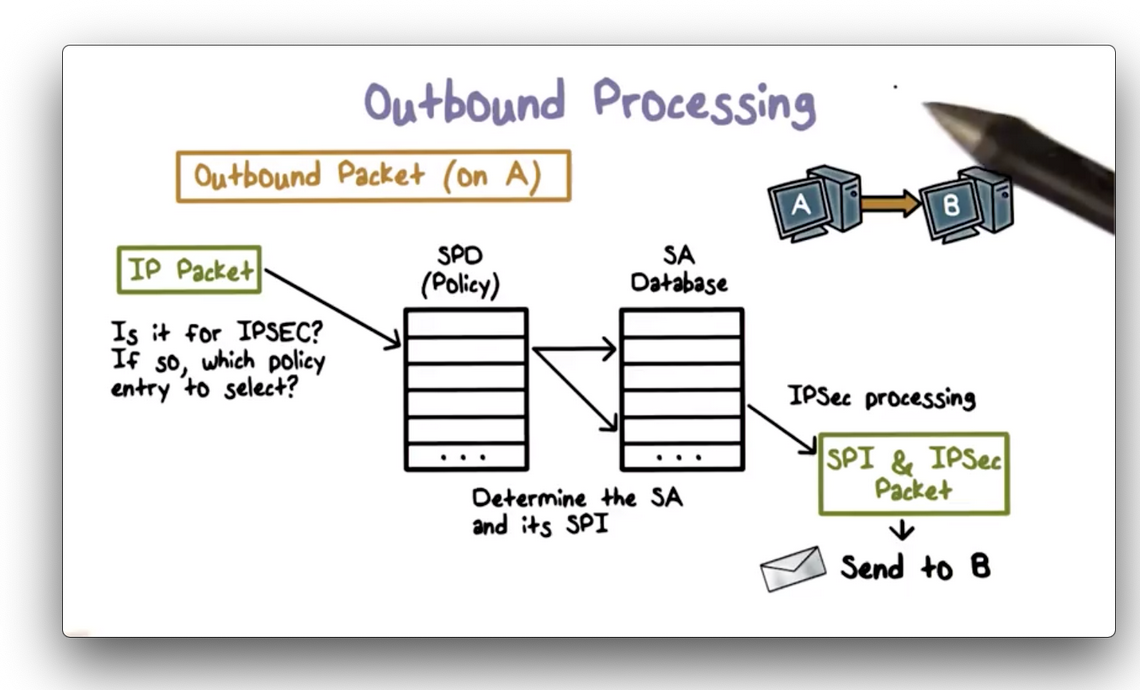 Outbound Processing
Outbound Packet (on A)
A
B
IP Packet
Is it for IPSEC?
If so, which policy
entry to select?
SPD
(Policy)
...
SA
Database
...
Determine the SA
and its SPI
IPSec processing
SPI & IPSec
Packet
Send to B